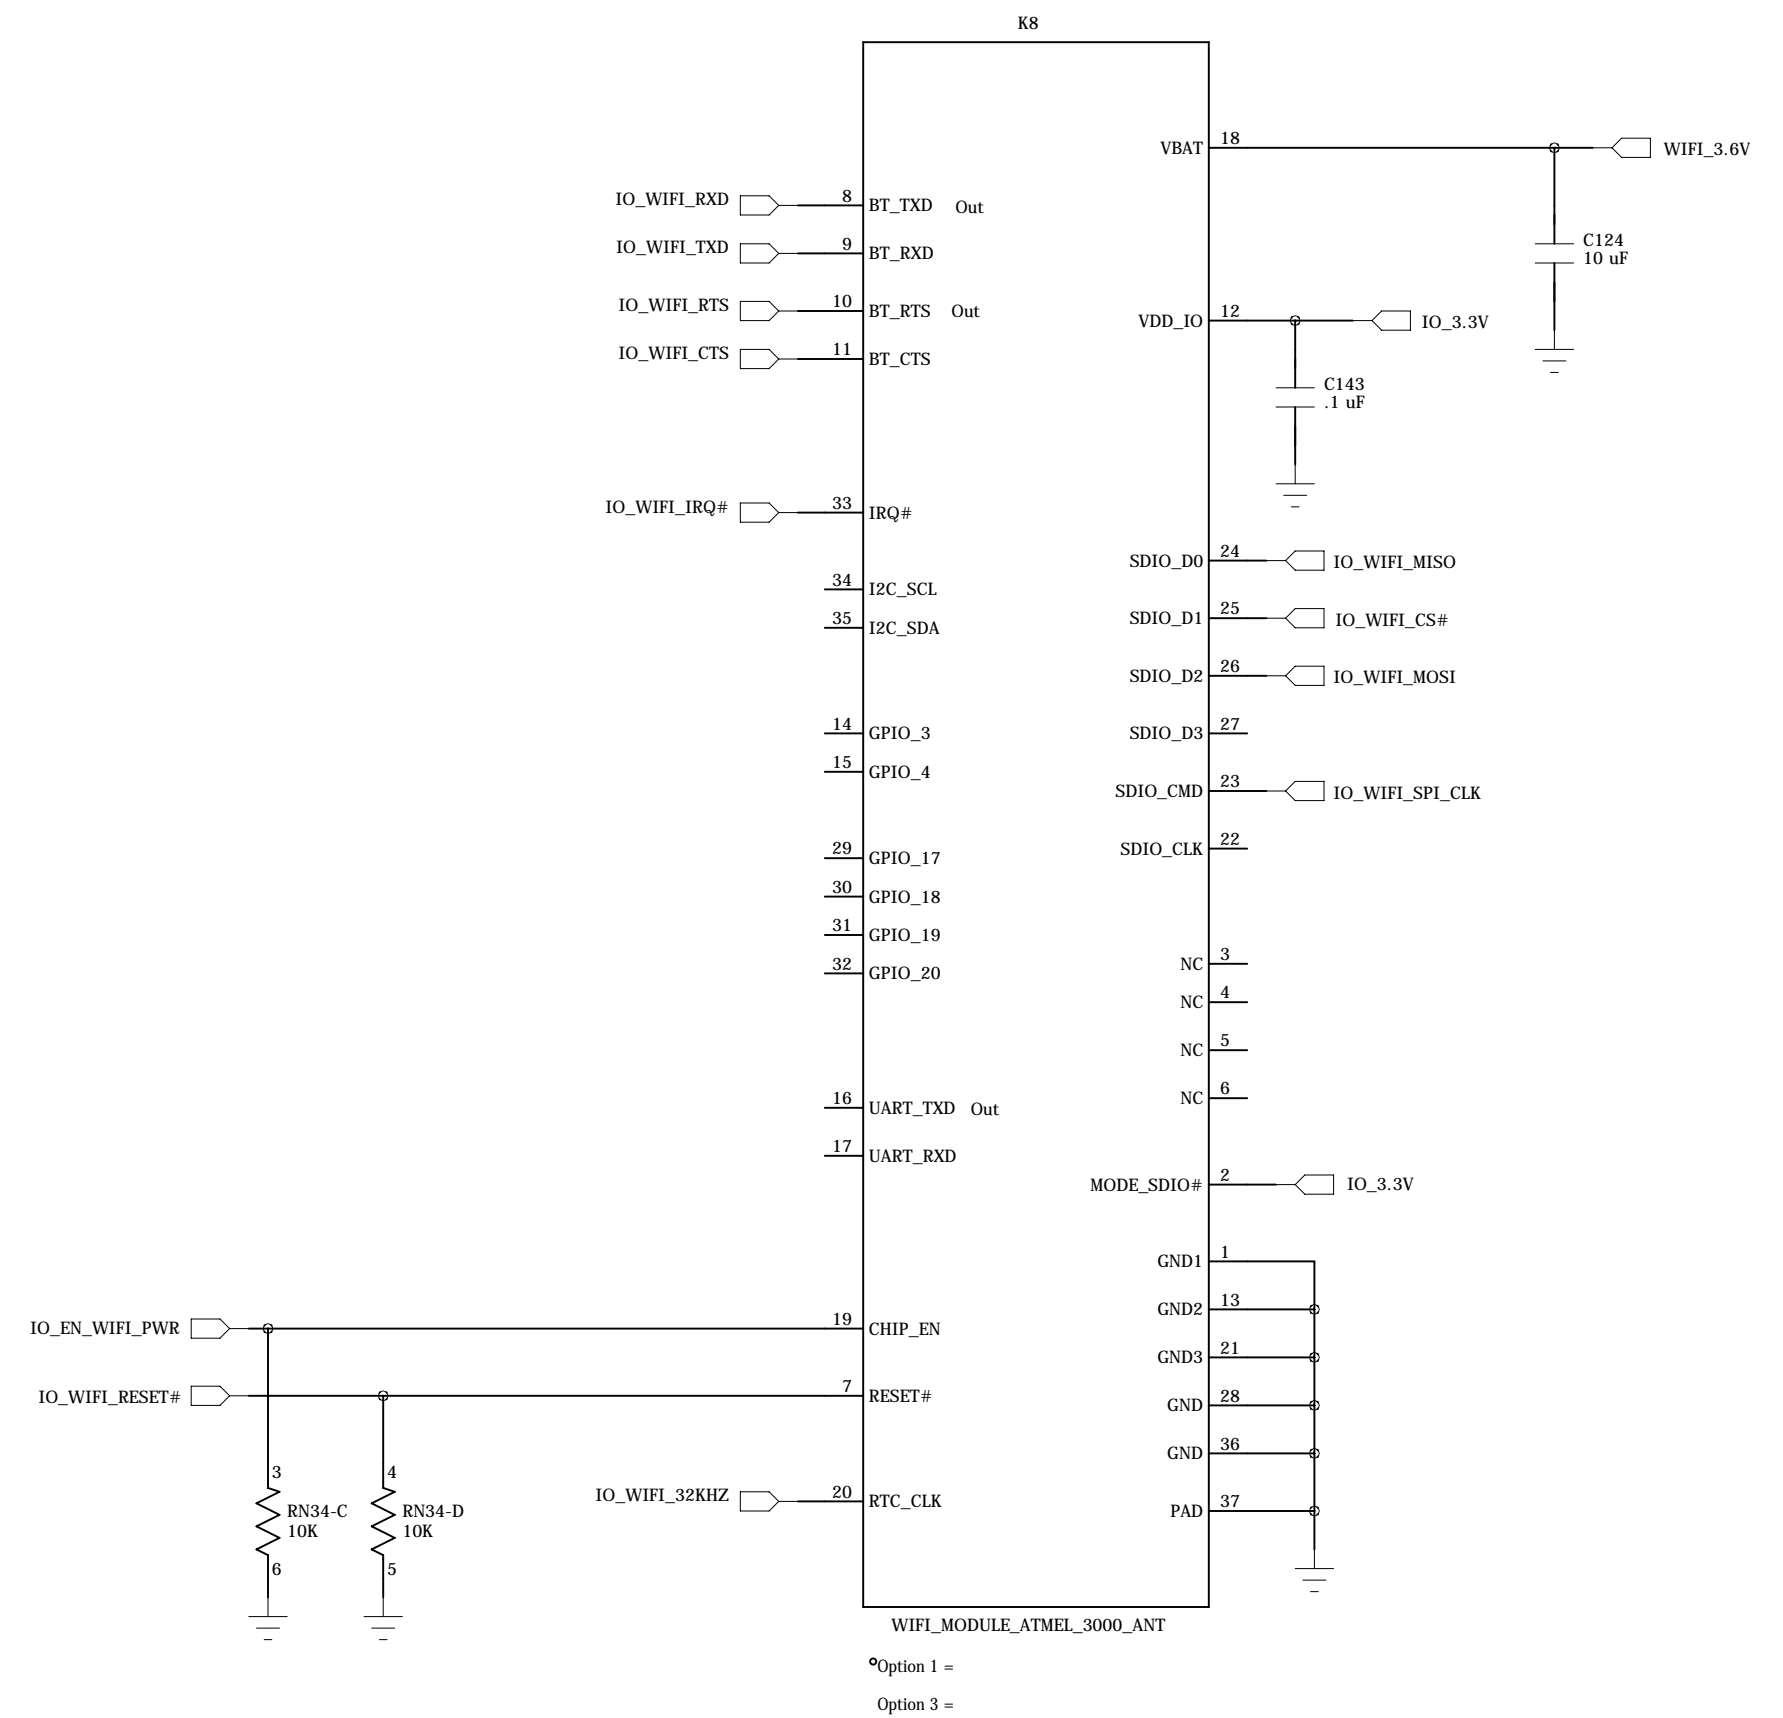 K8
VBAT 18 WIFI_3.6V
IO_WIFI_RXD 8 BT_TXD Out
IO_WIFI_TXD 9 BT_RXD
C124
10 uF
IO_WIFI_RTS 10 BT_RTS Out
VDD_IO 12 IO_3.3V
IO_WIFI_CTS 11 BT_CTS
C143
.1 uF
IO_WIFI_IRQ# 33 IRQ#
SDIO_D0 24 IO_WIFI_MISO
34 I2C_SCL
SDIO_D1 25 IO_WIFI_CS#
35 I2C_SDA
SDIO_D2 26 IO_WIFI_MOSI
14 GPIO_3
SDIO_D3 27
15 GPIO_4
SDIO_CMD 23 IO_WIFI_SPI_CLK
SDIO_CLK 22
29 GPIO_17
30 GPIO_18
31 GPIO_19
NC 3
32 GPIO_20
NC 4
NC 5
NC 6
16 UART_TXD Out
17 UART_RXD
MODE_SDIO# 2 IO_3.3V
GND1 1
GND2 13
IO_EN_WIFI_PWR 19 CHIP_EN
GND3 21
IO_WIFI_RESET# 7 RESET#
GND 28
GND 36
3 4
IO_WIFI_32KHZ 20 RTC_CLK
RN34-C RN34-D
10K 10K
PAD 37
6 5
WIFI_MODULE_ATMEL_3000_ANT
Option 1 =
Option 3 =